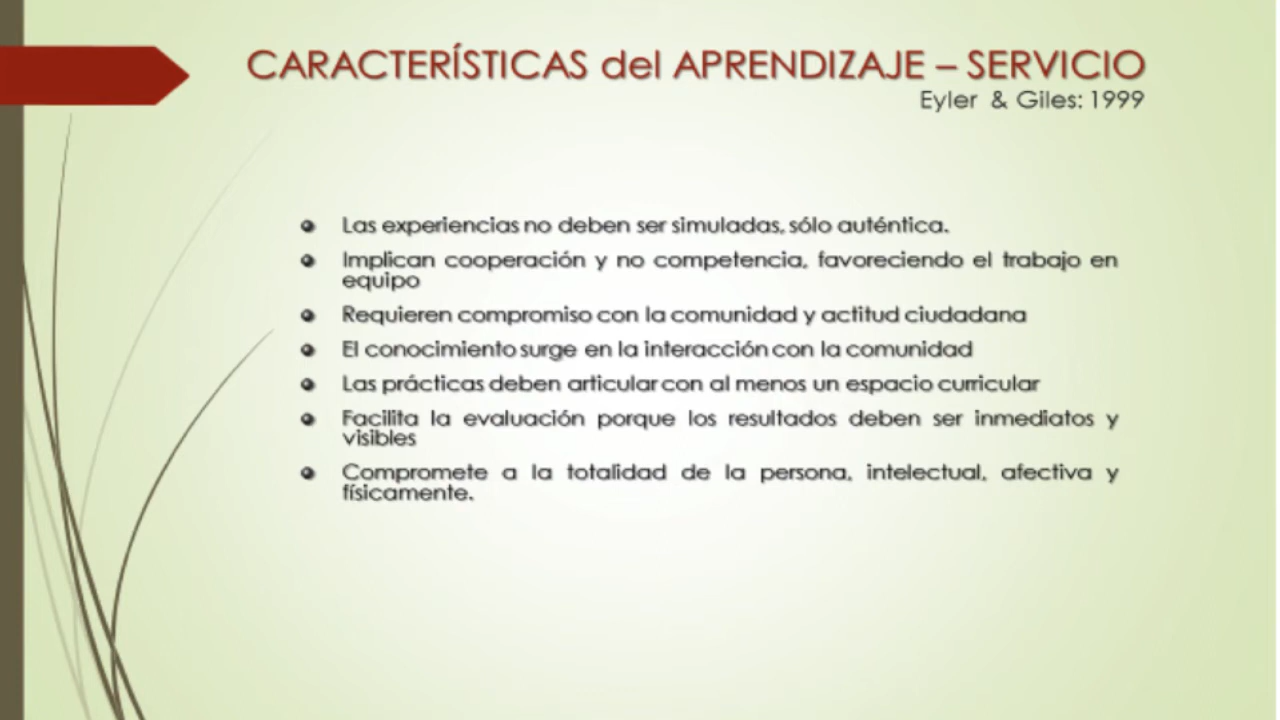 CARACTERÍSTICAS del APRENDIZAJE – SERVICIO
Eyler & Giles: 1999
Las experiencias no deben ser simuladas, sólo auténtica.
Implican cooperación y no competencia, favoreciendo el trabajo en
equipo
Requieren compromiso con la comunidad y actitud ciudadana
El conocimiento surge en la interacción con la comunidad
Las prácticas deben articular con al menos un espacio curricular
Facilita la evaluación porque los resultados deben ser inmediatos y
visibles
Compromete a la totalidad de la persona, intelectual, afectiva y
físicamente.